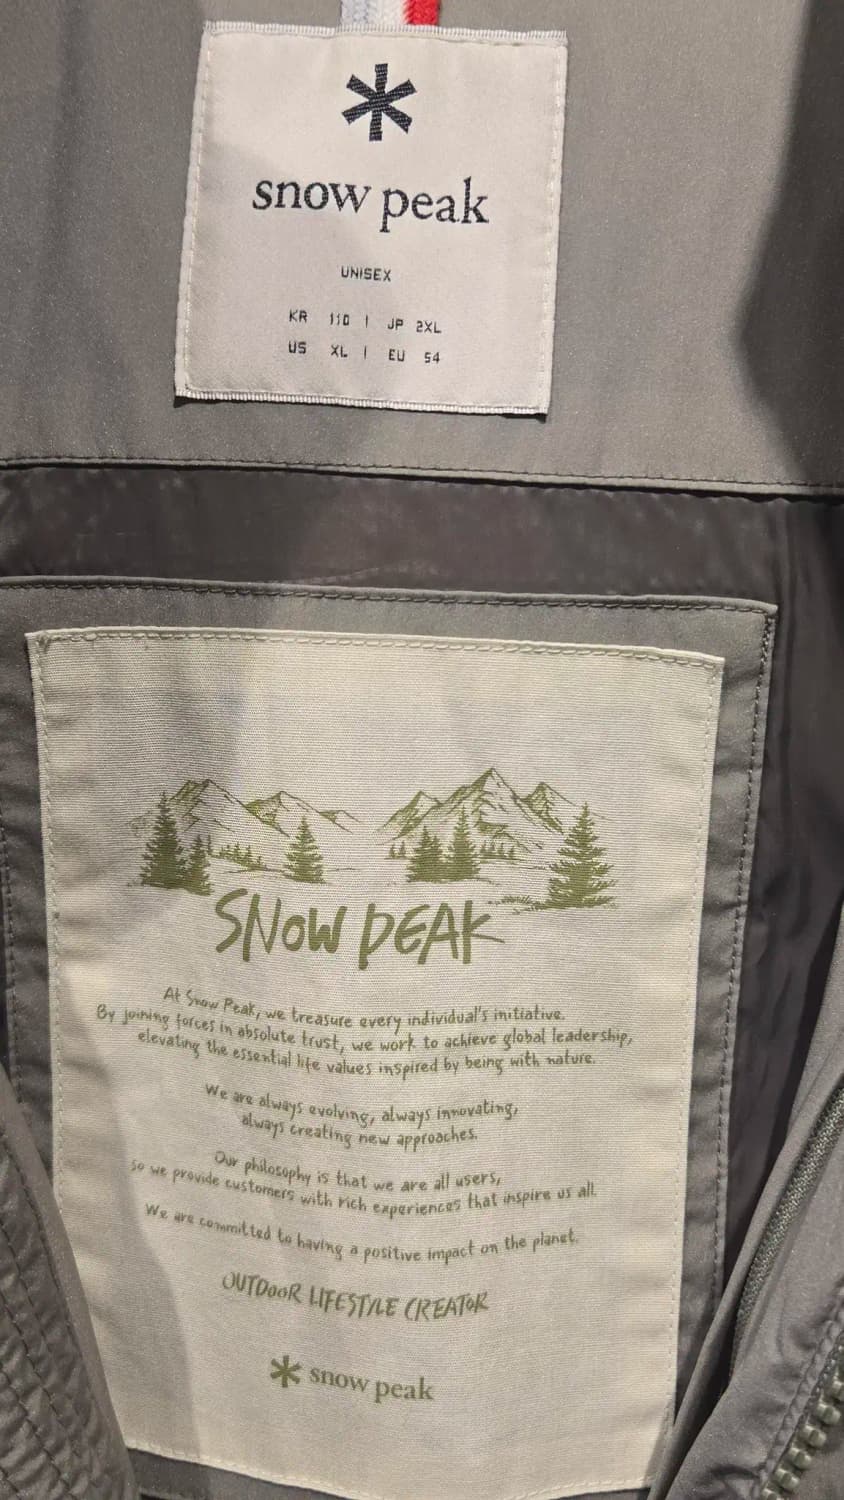 snow peak
UNISEX
KR 110 | JP 2XL
US XL | EU 54
SNOW PEAK
At Snow Peak, we treasure every individual's initiative.
By joining forces in absolute trust, we work to achieve global leadership,
elevating the essential life values inspired by being with nature.
We are always evolving, always innovating,
always creating new approaches.
Our philosophy is that we are all users,
so we provide customers with rich experiences that inspire us all.
We are committed to having a positive impact on the planet.
OUTDOOR LIFESTYLE CREATOR
snow peak